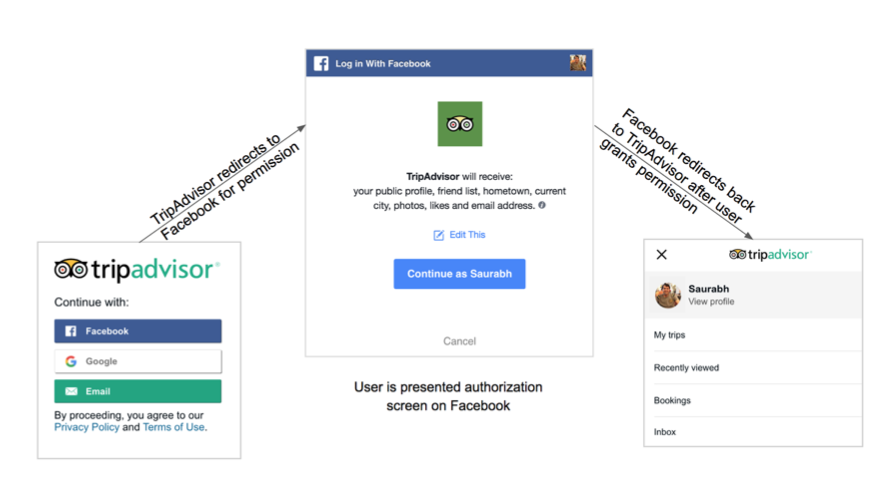 TripAdvisor redirects to
Facebook for permission
tripadvisor
Continue with:
Facebook
Google
Email
By proceeding, you agree to our
Privacy Policy and Terms of Use.
Log in With Facebook
TripAdvisor will receive:
your public profile, friend list, hometown, current
city, photos, likes and email address.
Edit This
Continue as Saurabh
Cancel
User is presented authorization
screen on Facebook
Facebook redirects back
to TripAdvisor after user
grants permission
tripadvisor
Saurabh
View profile
My trips
Recently viewed
Bookings
Inbox